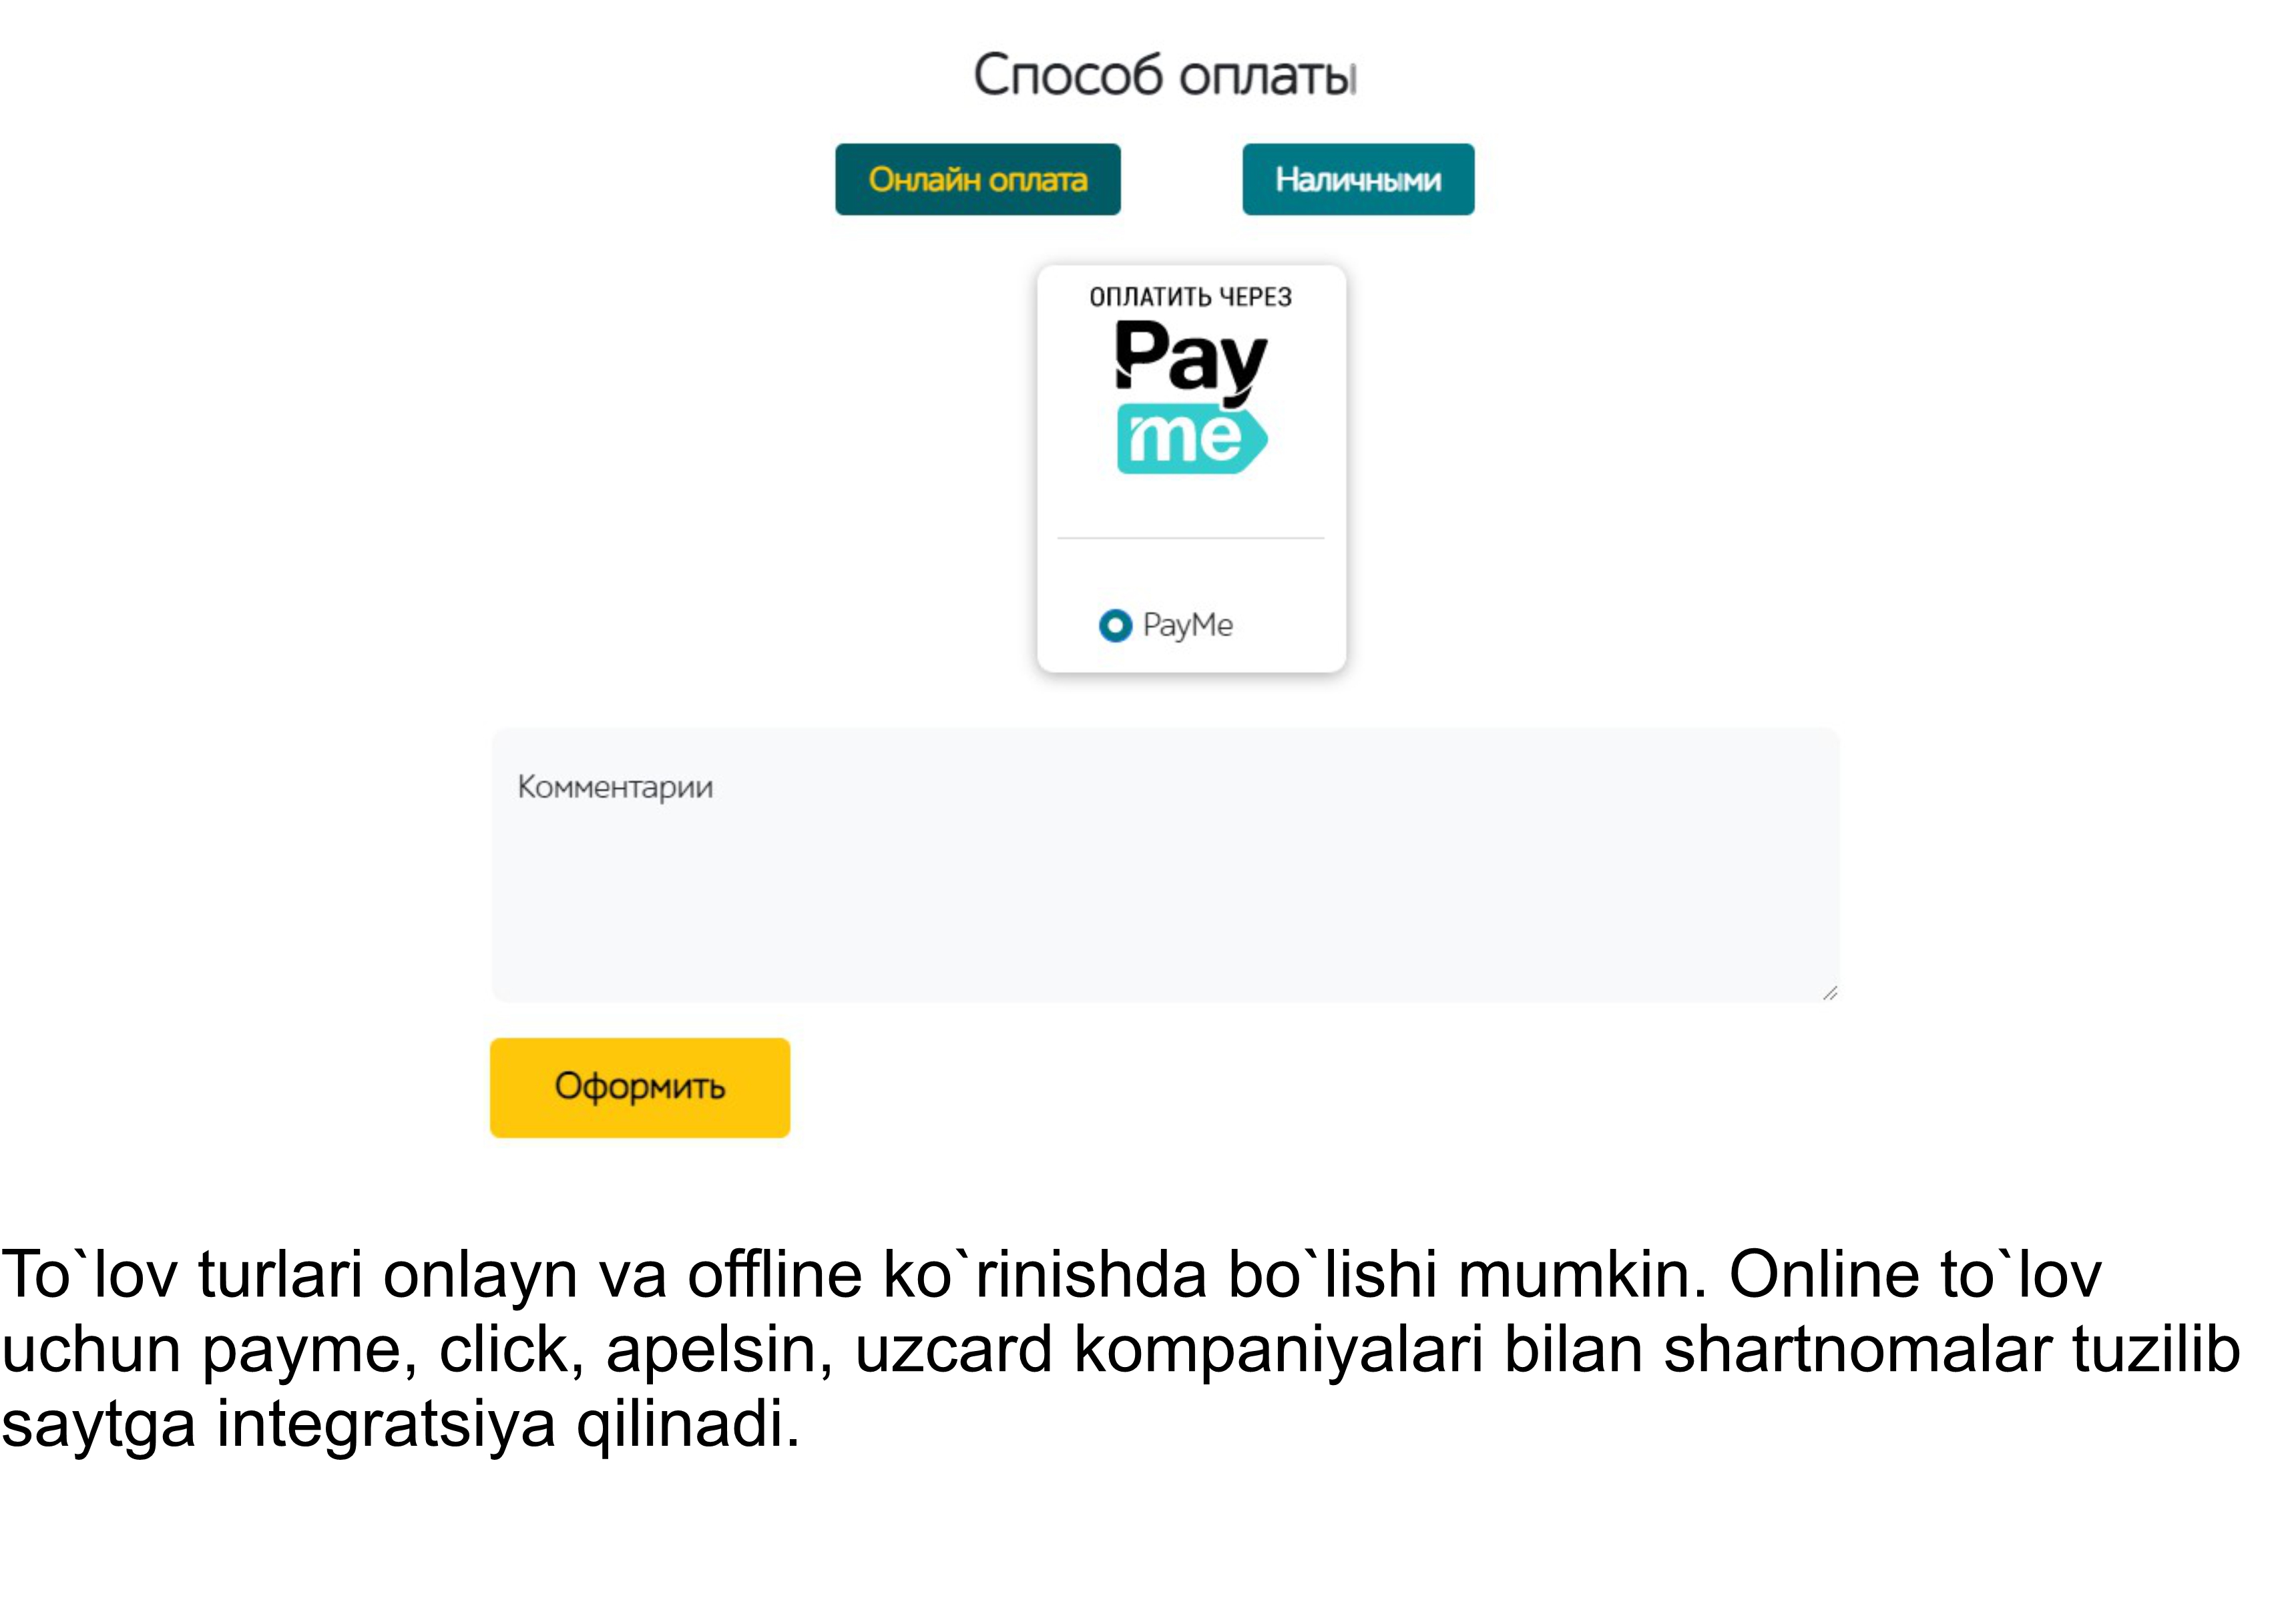 Способ оплаты
Онлайн оплата Наличными
ОПЛАТИТЬ ЧЕРЕЗ
Pay
me
PayMe
Комментарии
Оформить
To`lov turlari onlayn va offline ko`rinishda bo`lishi mumkin. Online to`lov
uchun payme, click, apelsin, uzcard kompaniyalari bilan shartnomalar tuzilib
saytga integratsiya qilinadi.